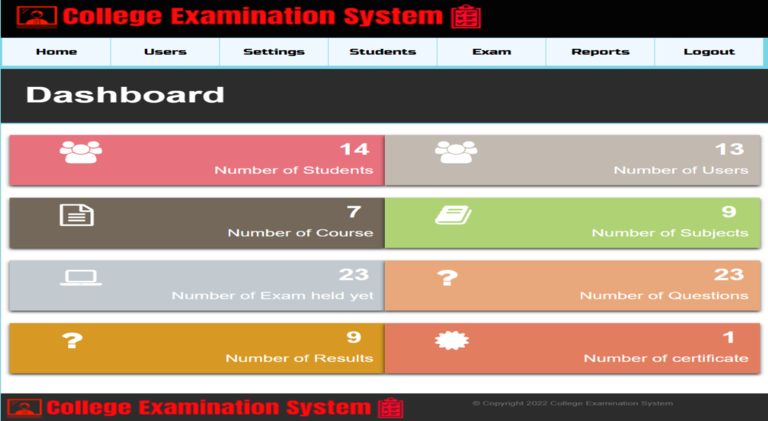 College Examination System
Home Users Settings Students Exam Reports Logout
Dashboard
14
Number of Students
13
Number of Users
7
Number of Course
9
Number of Subjects
23
Number of Exam held yet
23
Number of Questions
9
Number of Results
1
Number of certificate
College Examination System
© Copyright 2022 College Examination System